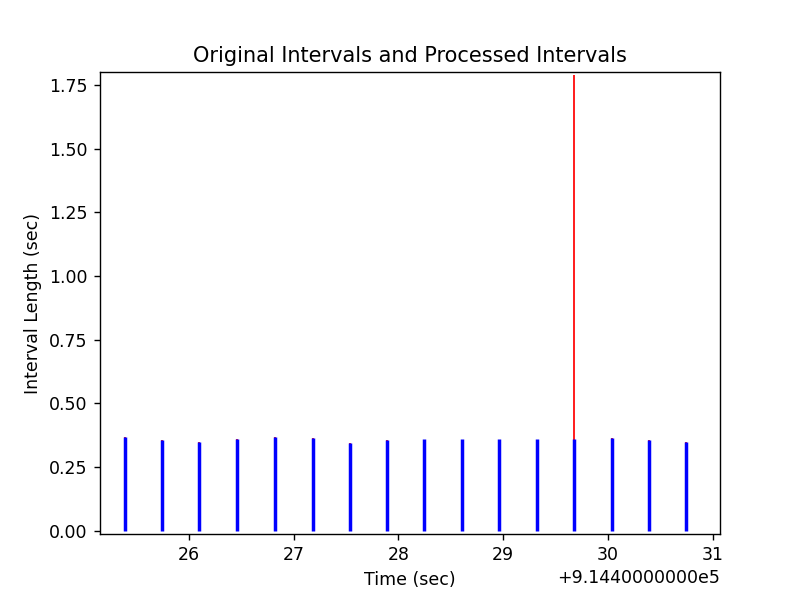 Original Intervals and Processed Intervals
1.75
1.50
1.25
1.00
0.75
0.50
0.25
0.00
Interval Length (sec)
26 27 28 29 30 31
Time (sec)
+9.1440000000e5